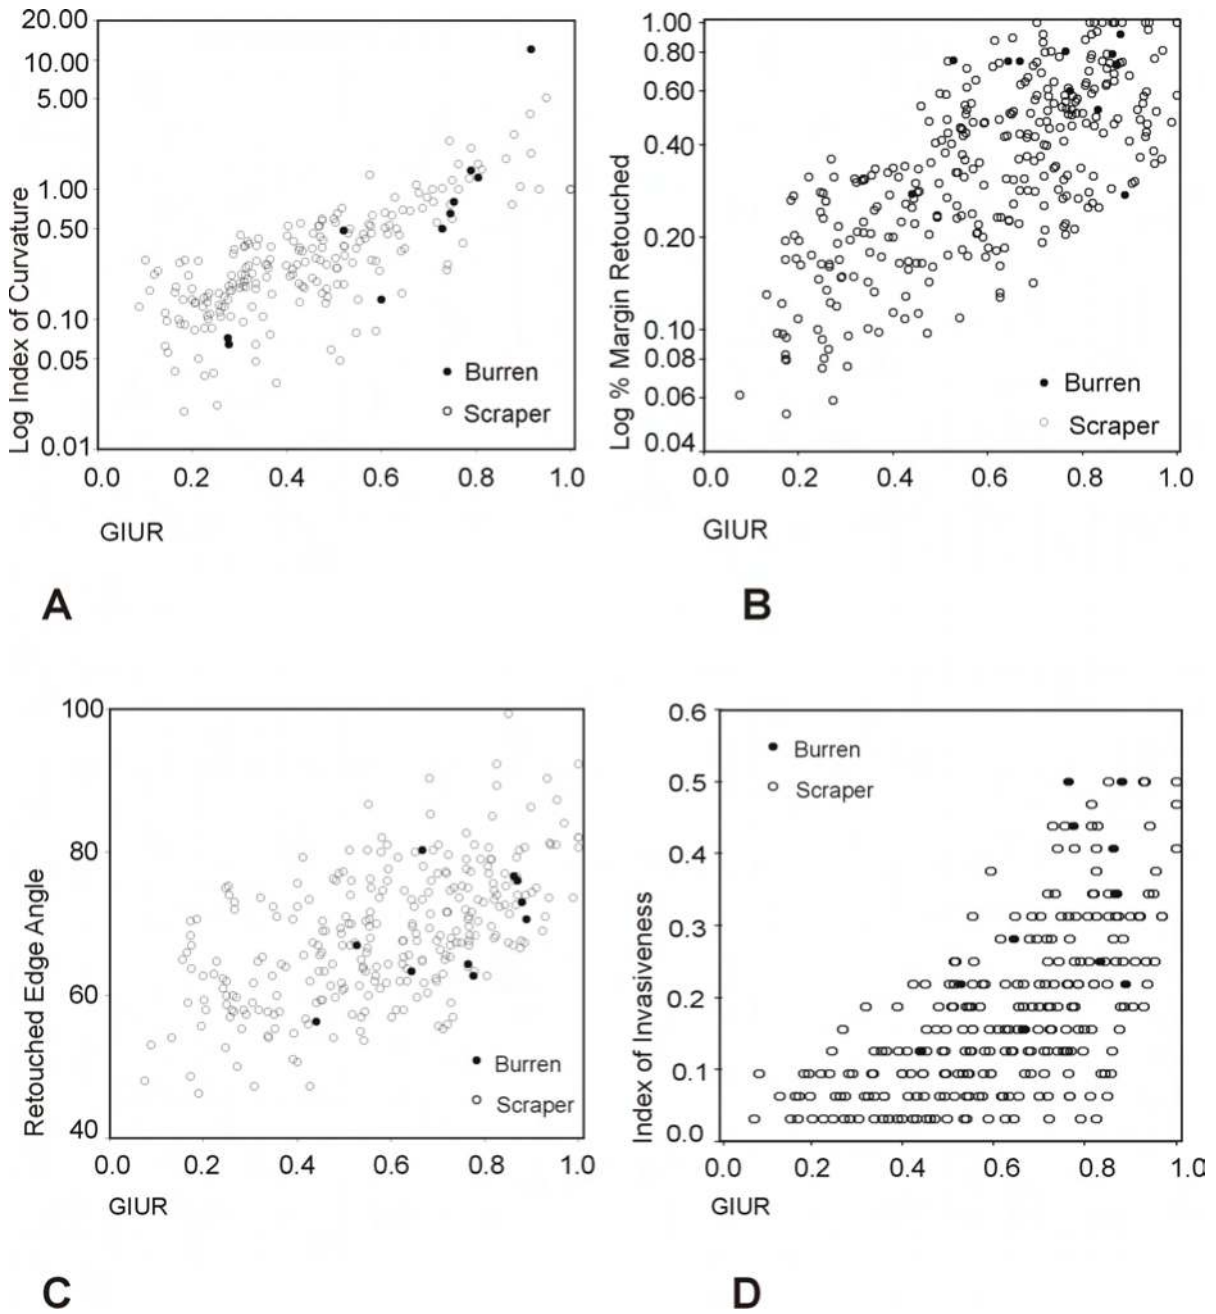 20.00
10.00
5.00
1.00
0.50
0.10
0.05
0.01
Log Index of Curvature
Burren
Scraper
0.0 0.2 0.4 0.6 0.8 1.0
GIUR
A
1.00
0.80
0.60
0.40
0.20
0.10
0.08
0.06
0.04
Log % Margin Retouched
Burren
Scraper
0.0 0.2 0.4 0.6 0.8 1.0
GIUR
B
100
80
60
40
Retouched Edge Angle
Burren
Scraper
0.0 0.2 0.4 0.6 0.8 1.0
GIUR
C
0.6
0.5
0.4
0.3
0.2
0.1
0.0
Index of Invasiveness
Burren
Scraper
0.0 0.2 0.4 0.6 0.8 1.0
GIUR
D